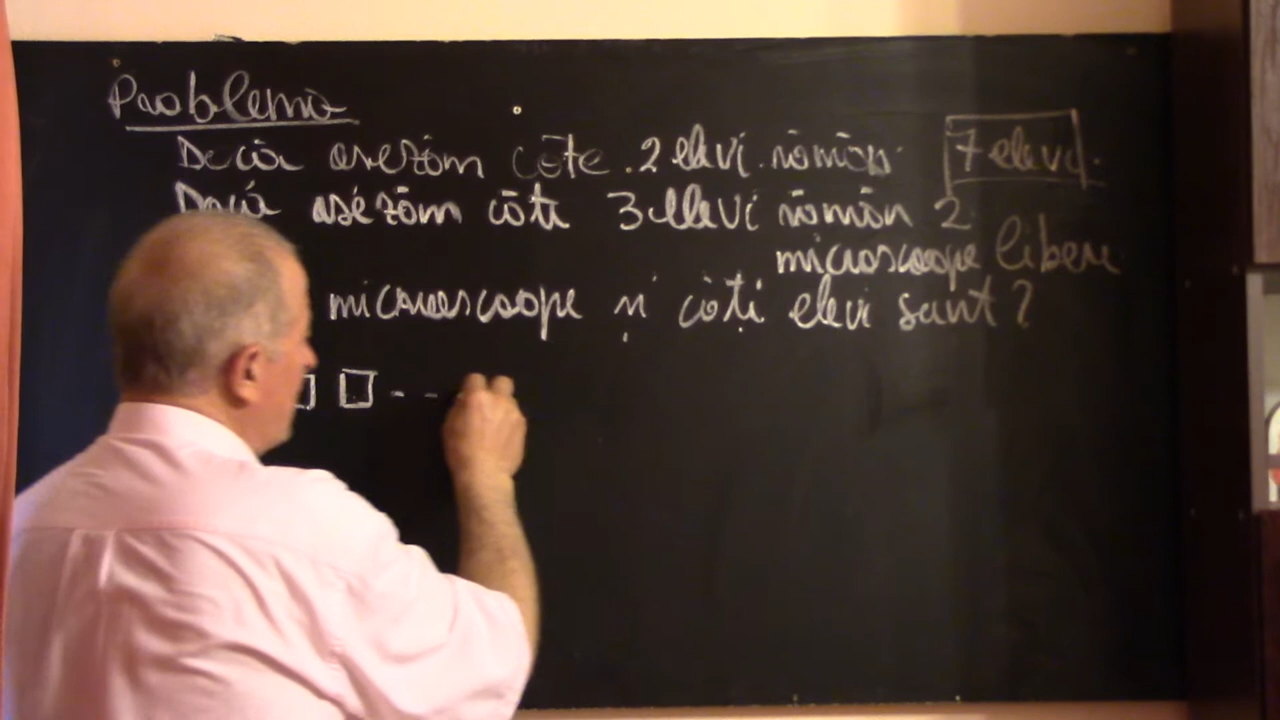 Problemă
Dacă așezăm câte 2 elevi rămân 7 elevi.
Dacă așezăm câte 3 elevi rămân 2
microscoape libere
microscoape și câți elevi sunt?